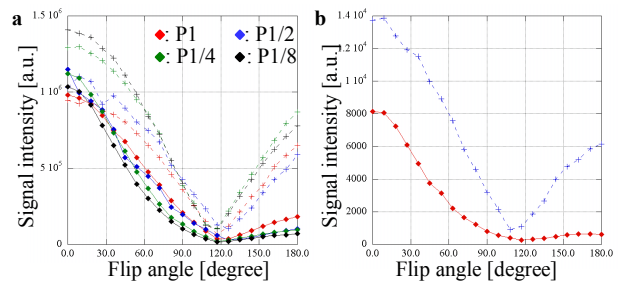 a
1.5 10⁶
1 10⁶
5 10⁵
0
Signal intensity [a.u.]
: P1
: P1/2
: P1/4
: P1/8
0 30.0 60.0 90.0 120.0 150.0 180.0
Flip angle [degree]
b
1.4 10⁴
1.2 10⁴
1 10⁴
8000
6000
4000
2000
0
Signal intensity [a.u.]
0.0 30.0 60.0 90.0 120.0 150.0 180.0
Flip angle [degree]